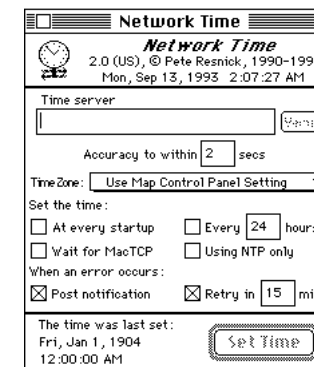 Network Time
Network Time
2.0 (US), © Pete Resnick, 1990-199
Mon, Sep 13, 1993 2:07:27 AM
Time server
Accuracy to within 2 secs
Time Zone: Use Map Control Panel Setting
Set the time:
At every startup Every 24 hour
Wait for MacTCP Using NTP only
When an error occurs:
Post notification Retry in 15 mi
The time was last set:
Fri, Jan 1, 1904
12:00:00 AM
Set Time